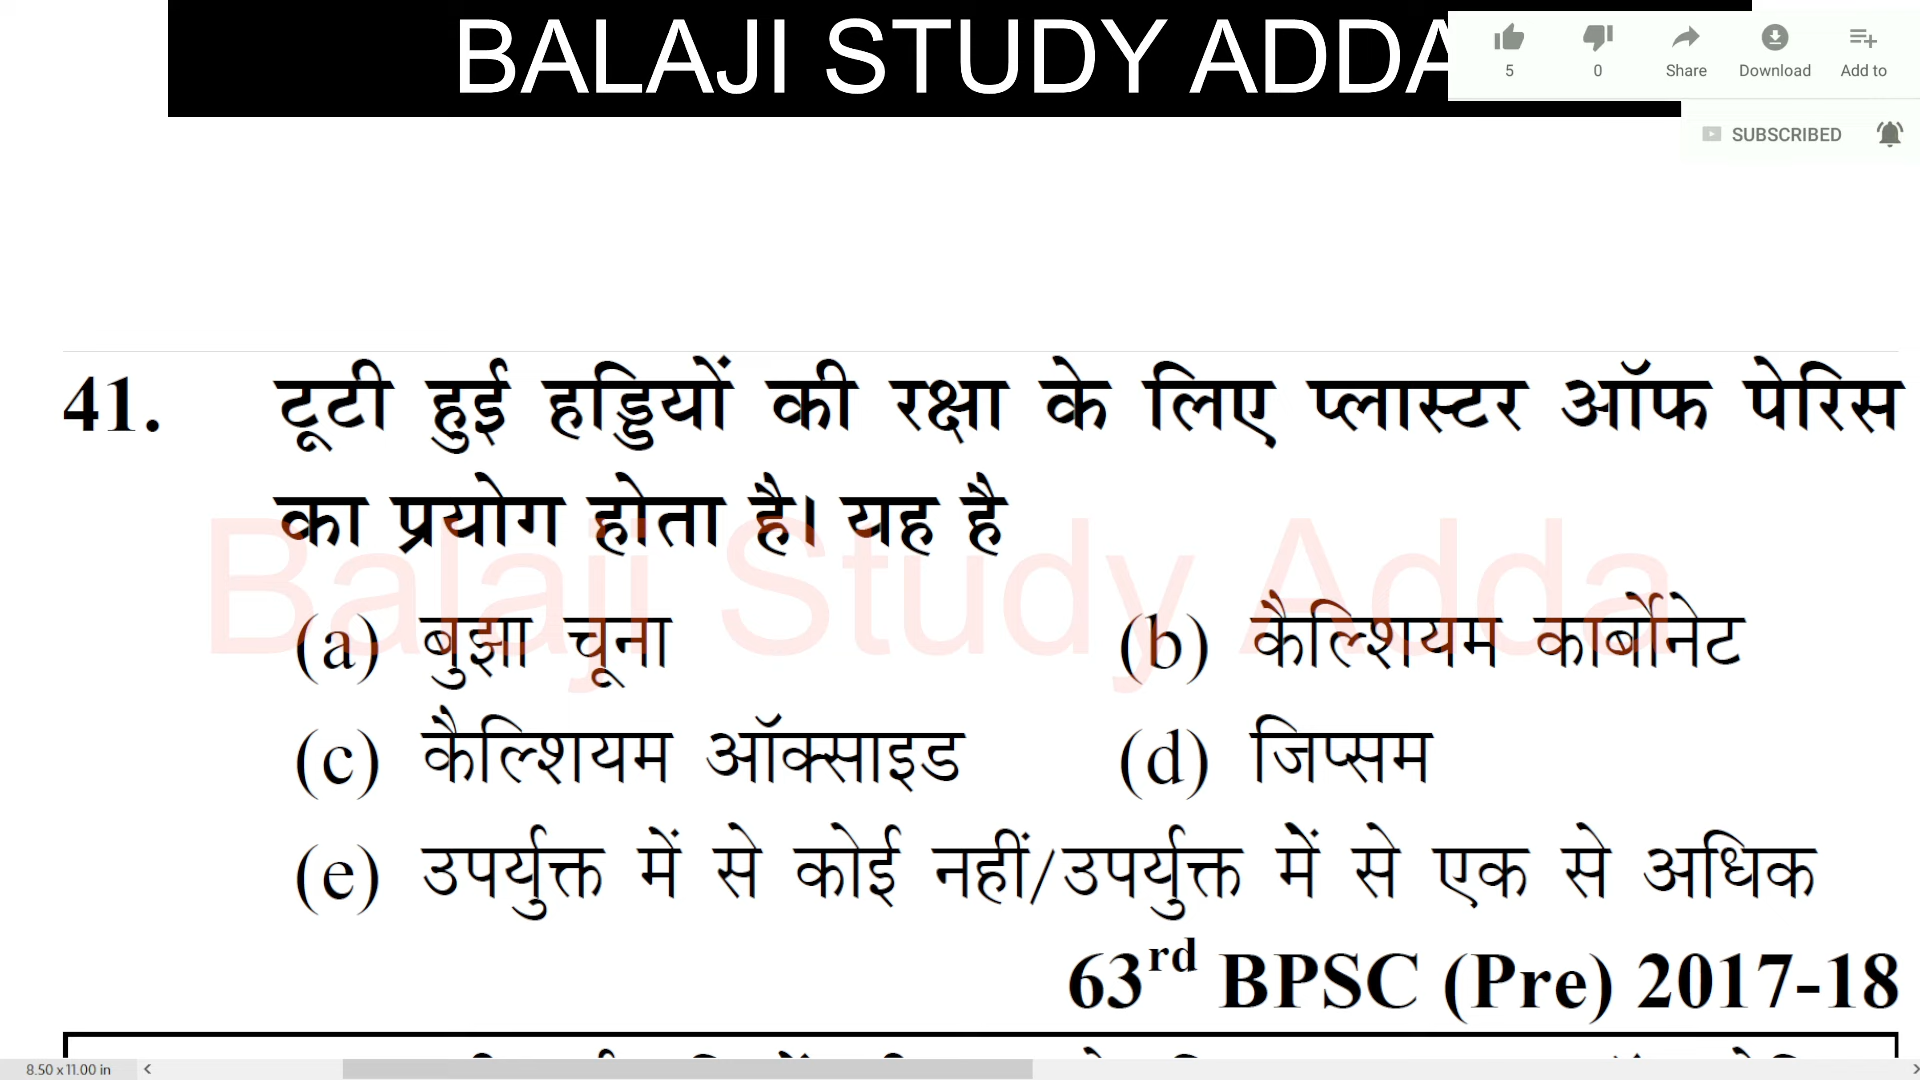 BALAJI STUDY ADDA
5 0 Share Download Add to
SUBSCRIBED
41. टूटी हुई हड्डियों की रक्षा के लिए प्लास्टर ऑफ पेरिस
का प्रयोग होता है। यह है
Balaji Study Adda
(a) बुझा चूना (b) कैल्शियम कार्बोनेट
(c) कैल्शियम ऑक्साइड (d) जिप्सम
(e) उपर्युक्त में से कोई नहीं/उपर्युक्त में से एक से अधिक
63rd BPSC (Pre) 2017-18
8.50 x 11.00 in